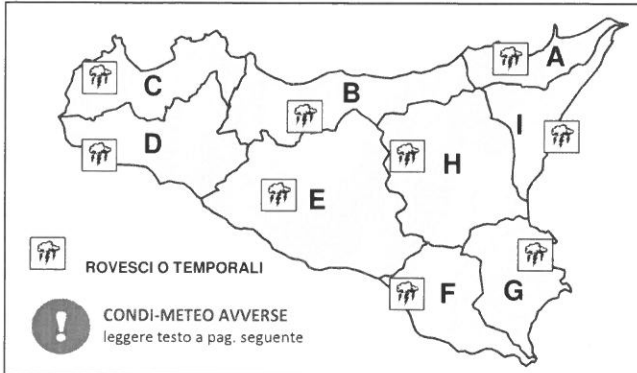 A
C
B
I
D
H
E
G
F
ROVESCI O TEMPORALI
!
CONDI-METEO AVVERSE
leggere testo a pag. seguente